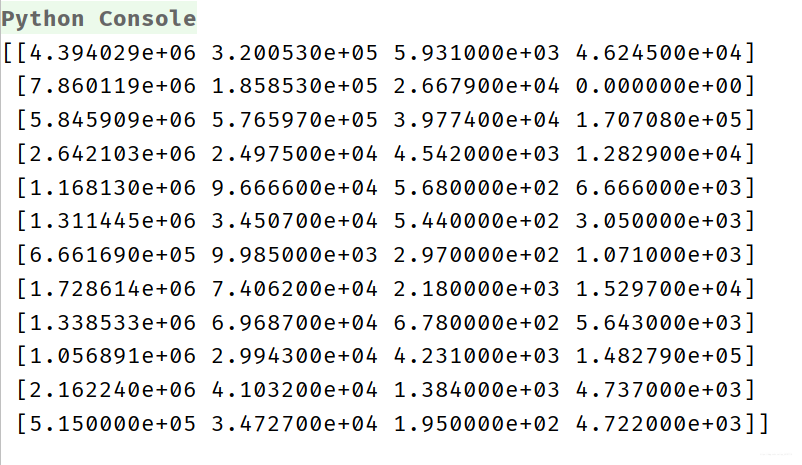 Python Console
[[4.394029e+06 3.200530e+05 5.931000e+03 4.624500e+04]
[7.860119e+06 1.858530e+05 2.667900e+04 0.000000e+00]
[5.845909e+06 5.765970e+05 3.977400e+04 1.707080e+05]
[2.642103e+06 2.497500e+04 4.542000e+03 1.282900e+04]
[1.168130e+06 9.666600e+04 5.680000e+02 6.666000e+03]
[1.311445e+06 3.450700e+04 5.440000e+02 3.050000e+03]
[6.661690e+05 9.985000e+03 2.970000e+02 1.071000e+03]
[1.728614e+06 7.406200e+04 2.180000e+03 1.529700e+04]
[1.338533e+06 6.968700e+04 6.780000e+02 5.643000e+03]
[1.056891e+06 2.994300e+04 4.231000e+03 1.482790e+05]
[2.162240e+06 4.103200e+04 1.384000e+03 4.737000e+03]
[5.150000e+05 3.472700e+04 1.950000e+02 4.722000e+03]]